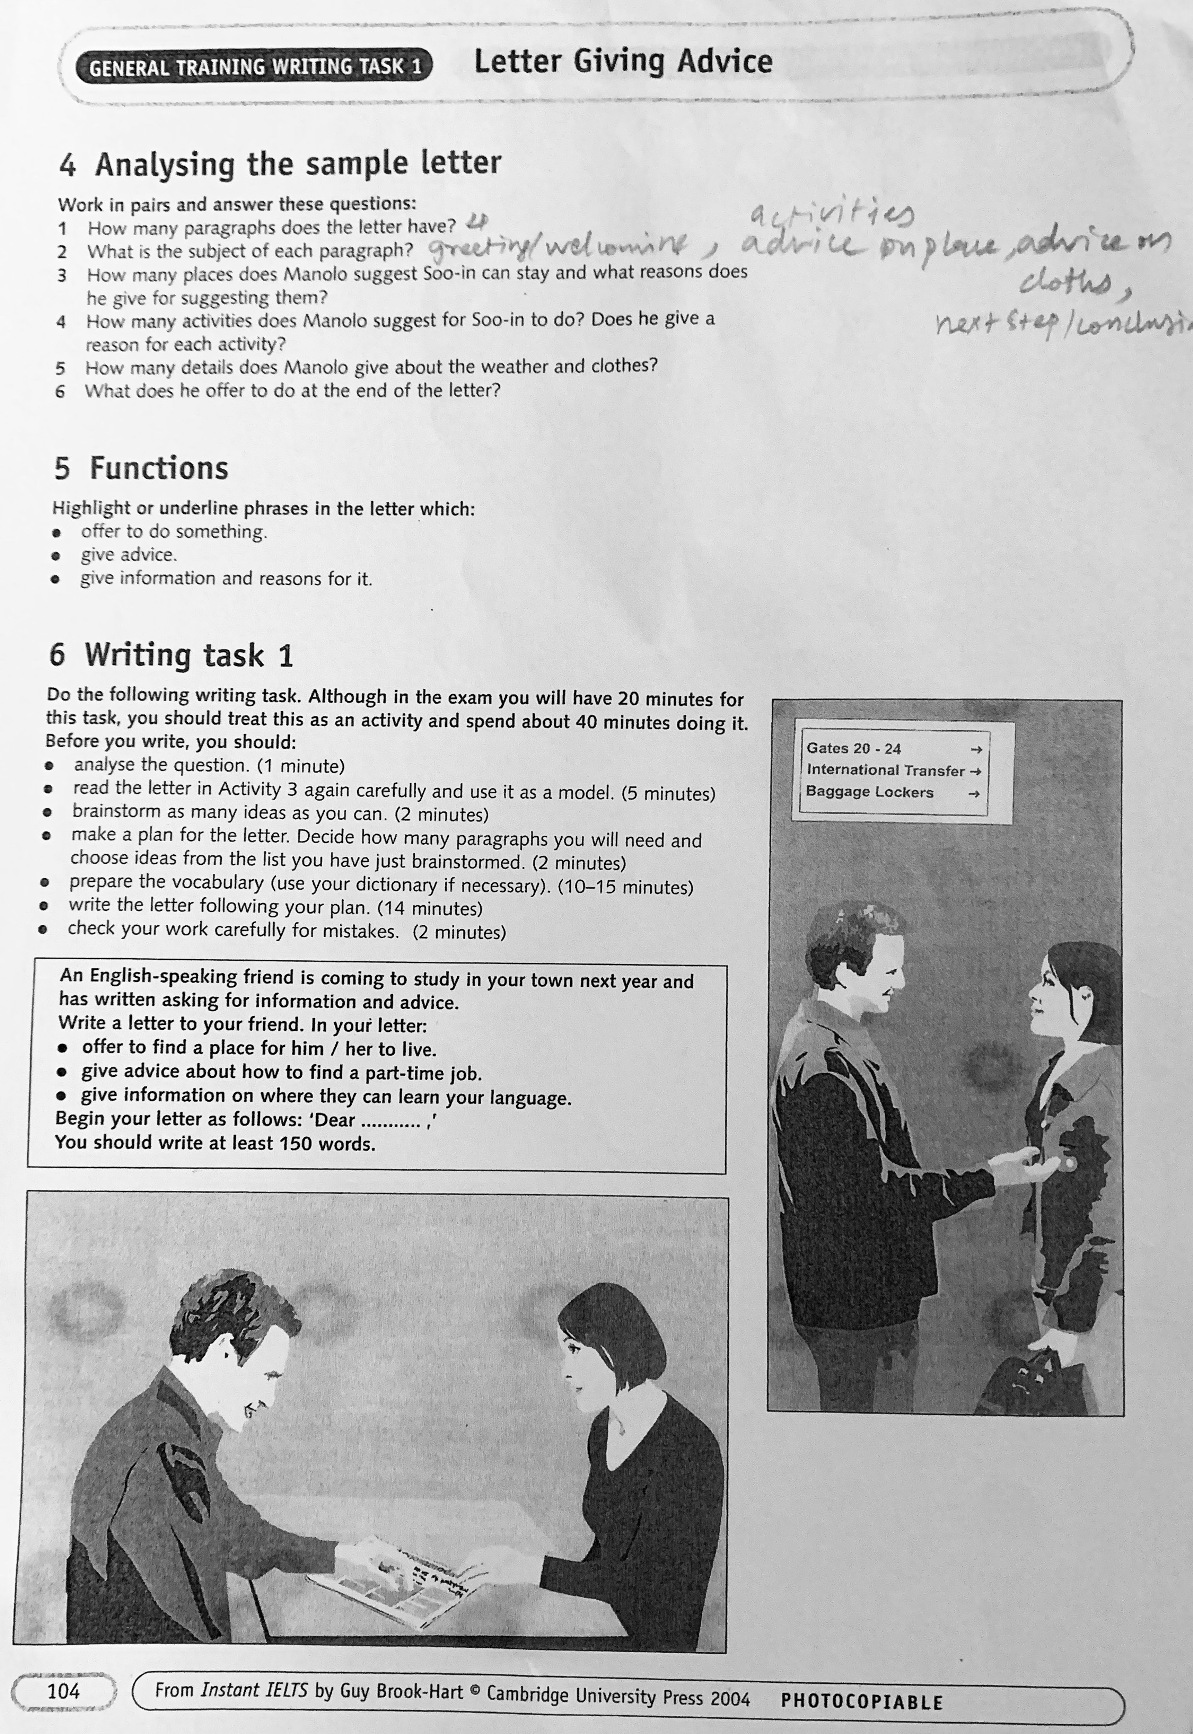 GENERAL TRAINING WRITING TASK 1
Letter Giving Advice
4 Analysing the sample letter
Work in pairs and answer these questions:
1 How many paragraphs does the letter have? 4
2 What is the subject of each paragraph? greeting/welcomine, advice on place, advice on
activities
cloths,
next step/conclusi
3 How many places does Manolo suggest Soo-in can stay and what reasons does
he give for suggesting them?
4 How many activities does Manolo suggest for Soo-in to do? Does he give a
reason for each activity?
5 How many details does Manolo give about the weather and clothes?
6 What does he offer to do at the end of the letter?
5 Functions
Highlight or underline phrases in the letter which:
• offer to do something.
• give advice.
• give information and reasons for it.
6 Writing task 1
Do the following writing task. Although in the exam you will have 20 minutes for
this task, you should treat this as an activity and spend about 40 minutes doing it.
Before you write, you should:
• analyse the question. (1 minute)
• read the letter in Activity 3 again carefully and use it as a model. (5 minutes)
• brainstorm as many ideas as you can. (2 minutes)
• make a plan for the letter. Decide how many paragraphs you will need and
choose ideas from the list you have just brainstormed. (2 minutes)
• prepare the vocabulary (use your dictionary if necessary). (10–15 minutes)
• write the letter following your plan. (14 minutes)
• check your work carefully for mistakes. (2 minutes)
An English-speaking friend is coming to study in your town next year and
has written asking for information and advice.
Write a letter to your friend. In your letter:
• offer to find a place for him / her to live.
• give advice about how to find a part-time job.
• give information on where they can learn your language.
Begin your letter as follows: 'Dear ........... ,'
You should write at least 150 words.
Gates 20 - 24 →
International Transfer →
Baggage Lockers →
104
From Instant IELTS by Guy Brook-Hart © Cambridge University Press 2004 PHOTOCOPIABLE